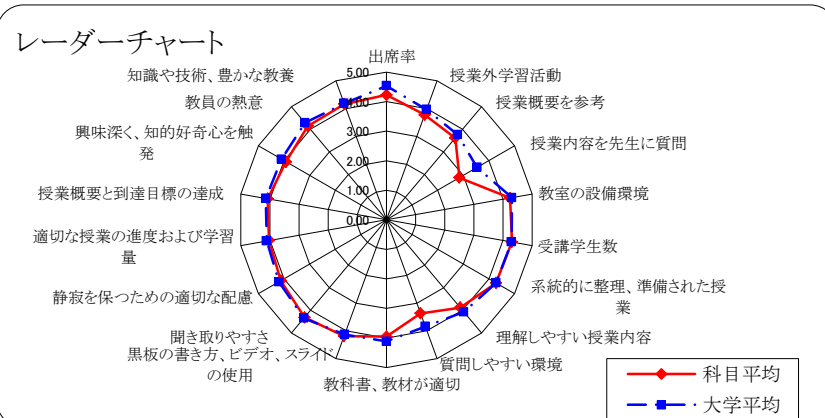 レーダーチャート
出席率
授業外学習活動
授業概要を参考
授業内容を先生に質問
教室の設備環境
受講学生数
系統的に整理、準備された授
業
理解しやすい授業内容
質問しやすい環境
教科書、教材が適切
黒板の書き方、ビデオ、スライド
の使用
聞き取りやすさ
静寂を保つための適切な配慮
適切な授業の進度および学習
量
授業概要と到達目標の達成
興味深く、知的好奇心を触
発
教員の熱意
知識や技術、豊かな教養
5.00
4.00
3.00
2.00
1.00
0.00
科目平均
大学平均